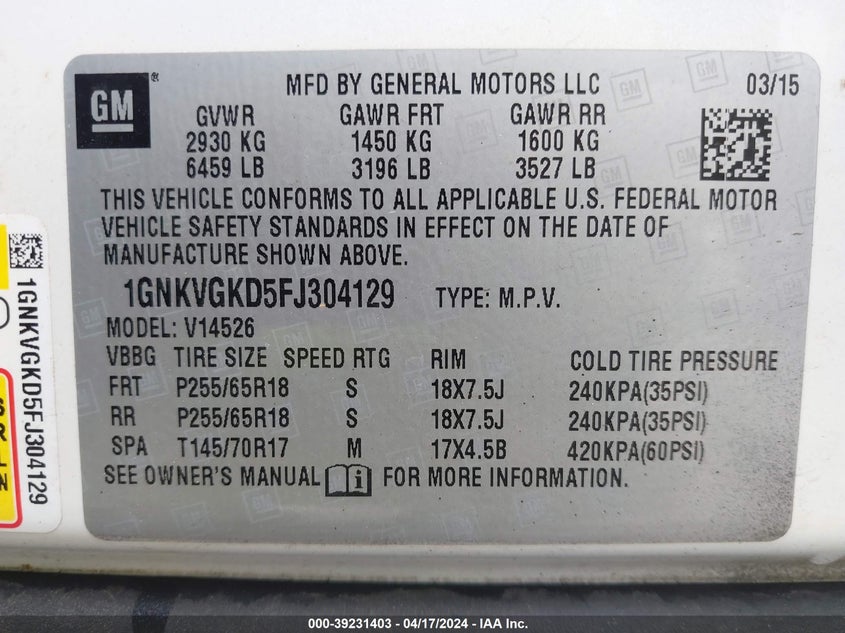 GM ® MFD BY GENERAL MOTORS LLC 03/15
GVWR GAWR FRT GAWR RR
2930 KG 1450 KG 1600 KG
6459 LB 3196 LB 3527 LB
THIS VEHICLE CONFORMS TO ALL APPLICABLE U.S. FEDERAL MOTOR
VEHICLE SAFETY STANDARDS IN EFFECT ON THE DATE OF
MANUFACTURE SHOWN ABOVE.
1GNKVGKD5FJ304129 TYPE: M.P.V.
MODEL: V14526
VBBG TIRE SIZE SPEED RTG RIM COLD TIRE PRESSURE
FRT P255/65R18 S 18X7.5J 240KPA(35PSI)
RR P255/65R18 S 18X7.5J 240KPA(35PSI)
SPA T145/70R17 M 17X4.5B 420KPA(60PSI)
SEE OWNER'S MANUAL FOR MORE INFORMATION.
1GNKVGKD5FJ304129
000-39231403 - 04/17/2024 - IAA Inc.